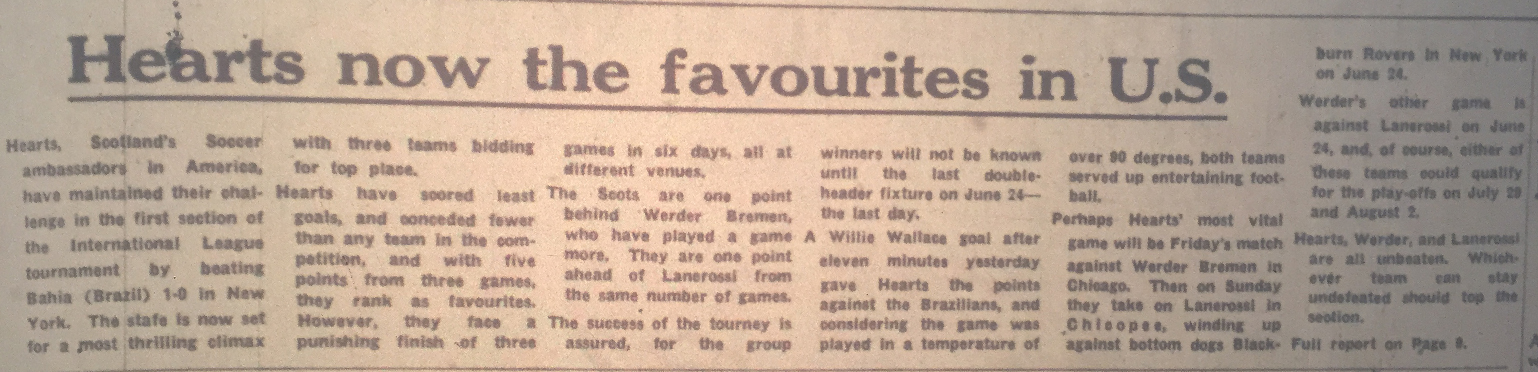 Hearts now the favourites in U.S.
Hearts, Scotland's Soccer
ambassadors in America,
have maintained their chal-
lenge in the first section of
the International League
tournament by beating
Bahia (Brazil) 1-0 in New
York. The stafe is now set
for a most thrilling climax
with three teams bidding
for top place.
Hearts have scored least
goals, and conceded fewer
than any team in the com-
petition, and with five
points from three games,
they rank as favourites.
However, they face a
punishing finish of three
games in six days, all at
different venues.
The Scots are one point
behind Werder Bremen,
who have played a game
more. They are one point
ahead of Lanerossi from
the same number of games.
The success of the tourney is
assured, for the group
winners will not be known
until the last double-
header fixture on June 24—
the last day.
A Willie Wallace goal after
eleven minutes yesterday
gave Hearts the points
against the Brazilians, and
considering the game was
played in a temperature of
over 90 degrees, both teams
served up entertaining foot-
ball.
Perhaps Hearts' most vital
game will be Friday's match
against Werder Bremen in
Chicago. Then on Sunday
they take on Lanerossi in
Chicopee, winding up
against bottom dogs Black-
burn Rovers in New York
on June 24.
Werder's other game is
against Lanerossi on June
24, and, of course, either of
these teams could qualify
for the play-offs on July 29
and August 2.
Hearts, Werder, and Lanerossi
are all unbeaten. Which-
ever team can stay
undefeated should top the
section.
Full report on Page 8.